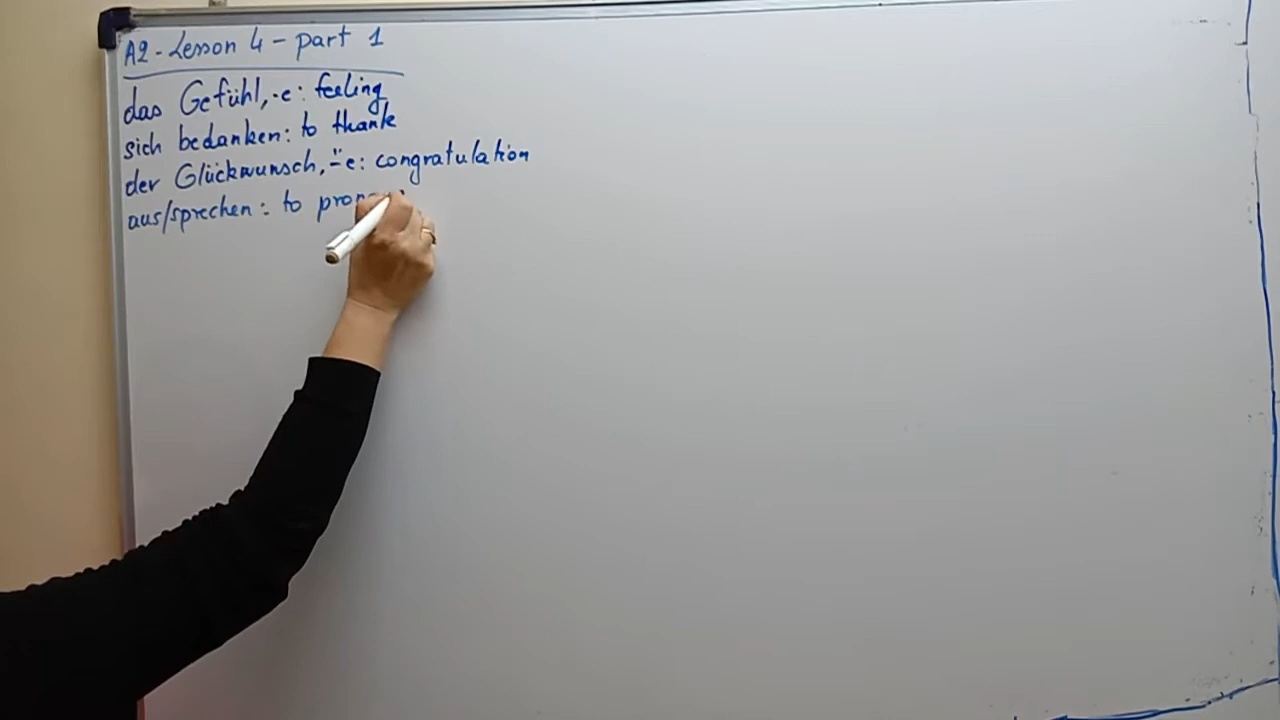 A2 - Lesson 4 - part 1
das Gefühl, -e: feeling
sich bedanken: to thank
der Glückwunsch, ⸚e: congratulation
aus/sprechen: to